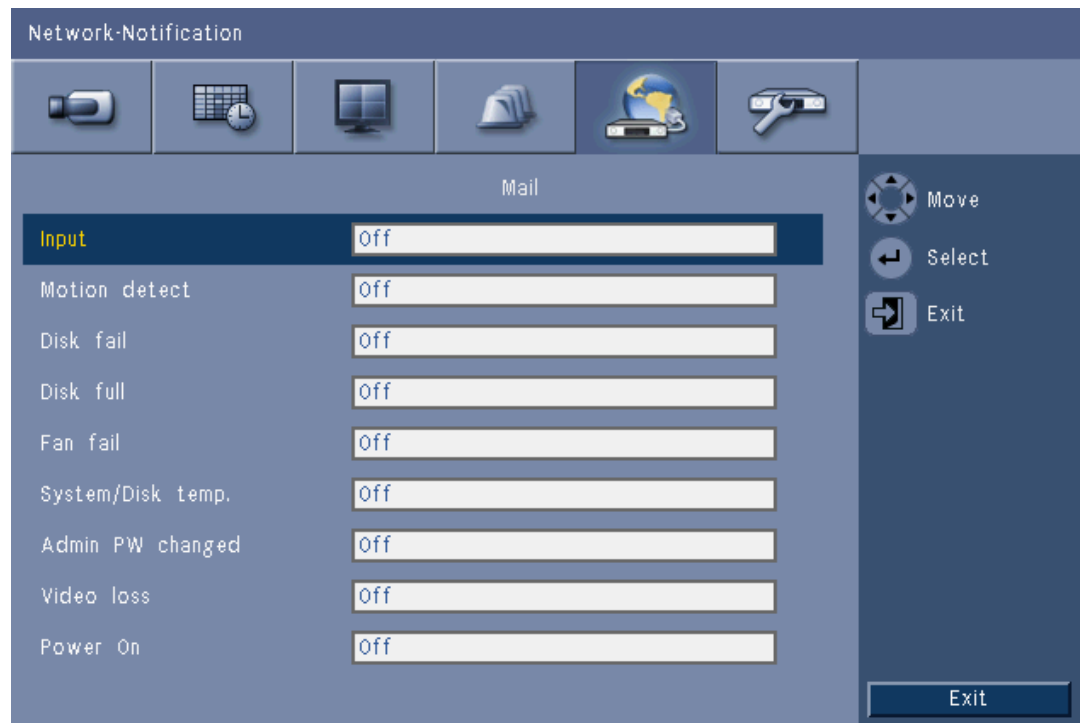 Network-Notification
Mail
Input Off
Motion detect Off
Disk fail Off
Disk full Off
Fan fail Off
System/Disk temp. Off
Admin PW changed Off
Video loss Off
Power On Off
Move
Select
Exit
Exit